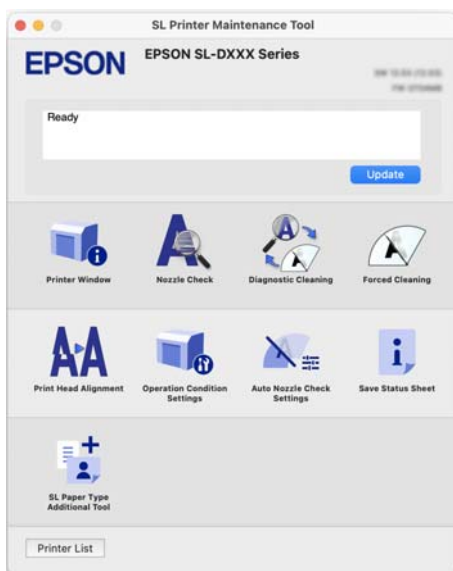 SL Printer Maintenance Tool
EPSON
EPSON SL-DXXX Series
Ready
Update
Printer Window
Nozzle Check
Diagnostic Cleaning
Forced Cleaning
Print Head Alignment
Operation Condition
Settings
Auto Nozzle Check
Settings
Save Status Sheet
SL Paper Type
Additional Tool
Printer List